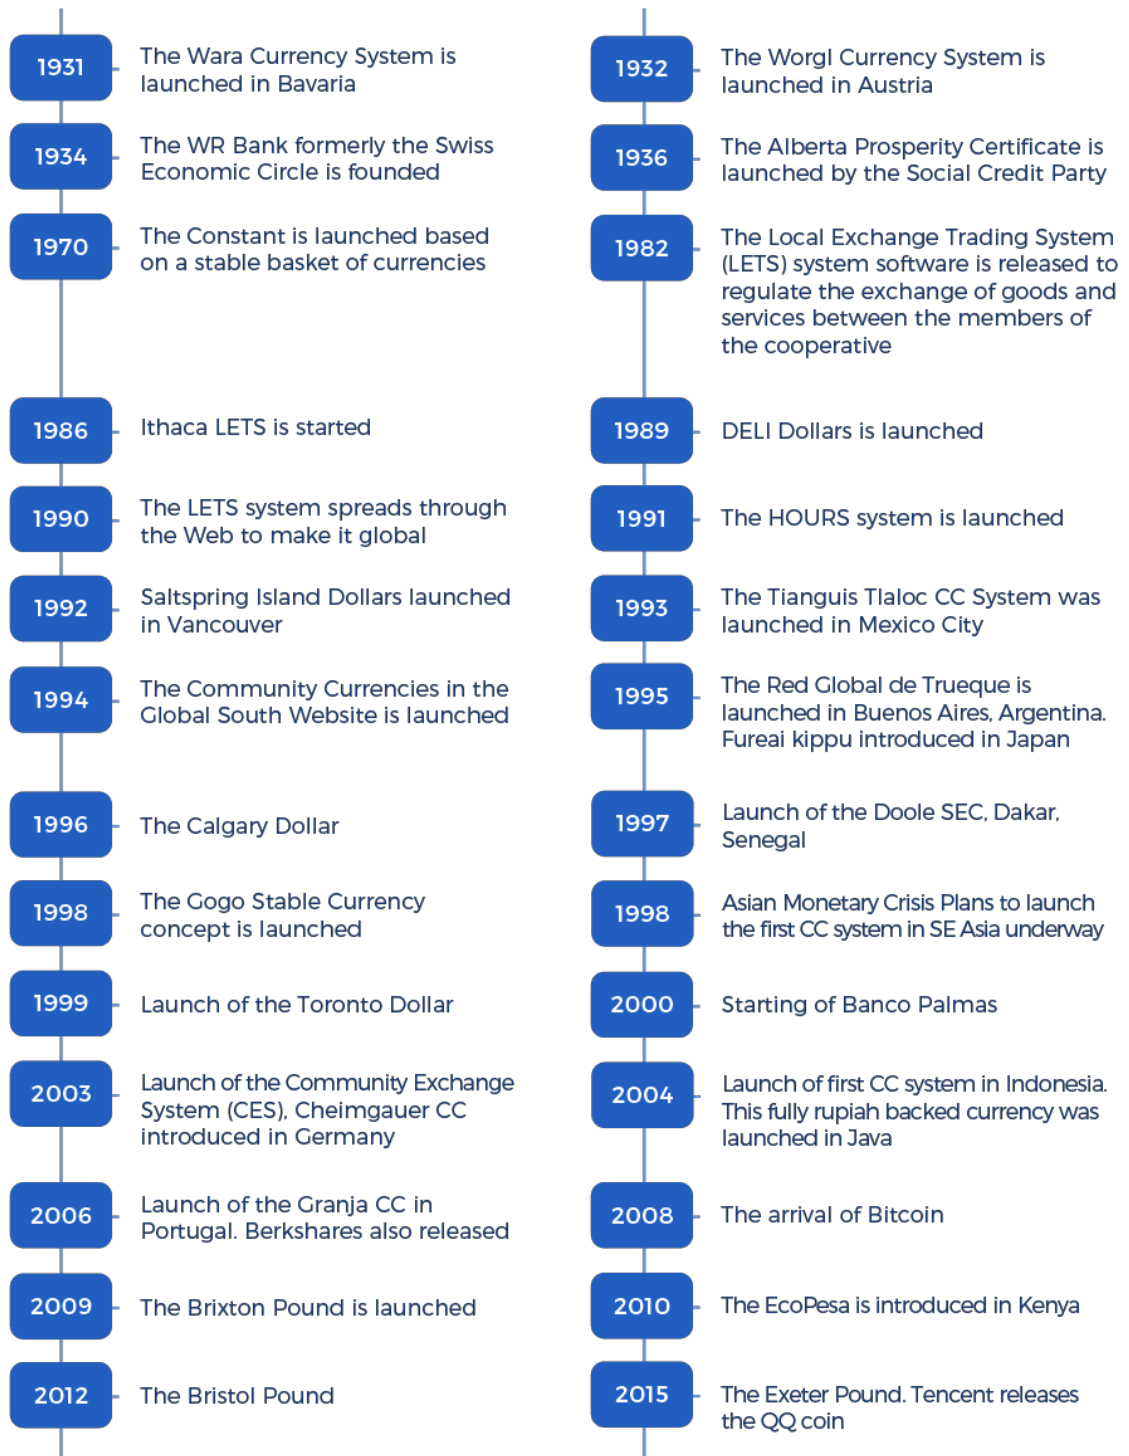 1931
The Wara Currency System is
launched in Bavaria
1932
The Worgl Currency System is
launched in Austria
1934
The WR Bank formerly the Swiss
Economic Circle is founded
1936
The Alberta Prosperity Certificate is
launched by the Social Credit Party
1970
The Constant is launched based
on a stable basket of currencies
1982
The Local Exchange Trading System
(LETS) system software is released to
regulate the exchange of goods and
services between the members of
the cooperative
1986
Ithaca LETS is started
1989
DELI Dollars is launched
1990
The LETS system spreads through
the Web to make it global
1991
The HOURS system is launched
1992
Saltspring Island Dollars launched
in Vancouver
1993
The Tianguis Tlaloc CC System was
launched in Mexico City
1994
The Community Currencies in the
Global South Website is launched
1995
The Red Global de Trueque is
launched in Buenos Aires, Argentina.
Fureai kippu introduced in Japan
1996
The Calgary Dollar
1997
Launch of the Doole SEC, Dakar,
Senegal
1998
The Gogo Stable Currency
concept is launched
1998
Asian Monetary Crisis Plans to launch
the first CC system in SE Asia underway
1999
Launch of the Toronto Dollar
2000
Starting of Banco Palmas
2003
Launch of the Community Exchange
System (CES), Cheimgauer CC
introduced in Germany
2004
Launch of first CC system in Indonesia.
This fully rupiah backed currency was
launched in Java
2006
Launch of the Granja CC in
Portugal. Berkshares also released
2008
The arrival of Bitcoin
2009
The Brixton Pound is launched
2010
The EcoPesa is introduced in Kenya
2012
The Bristol Pound
2015
The Exeter Pound. Tencent releases
the QQ coin